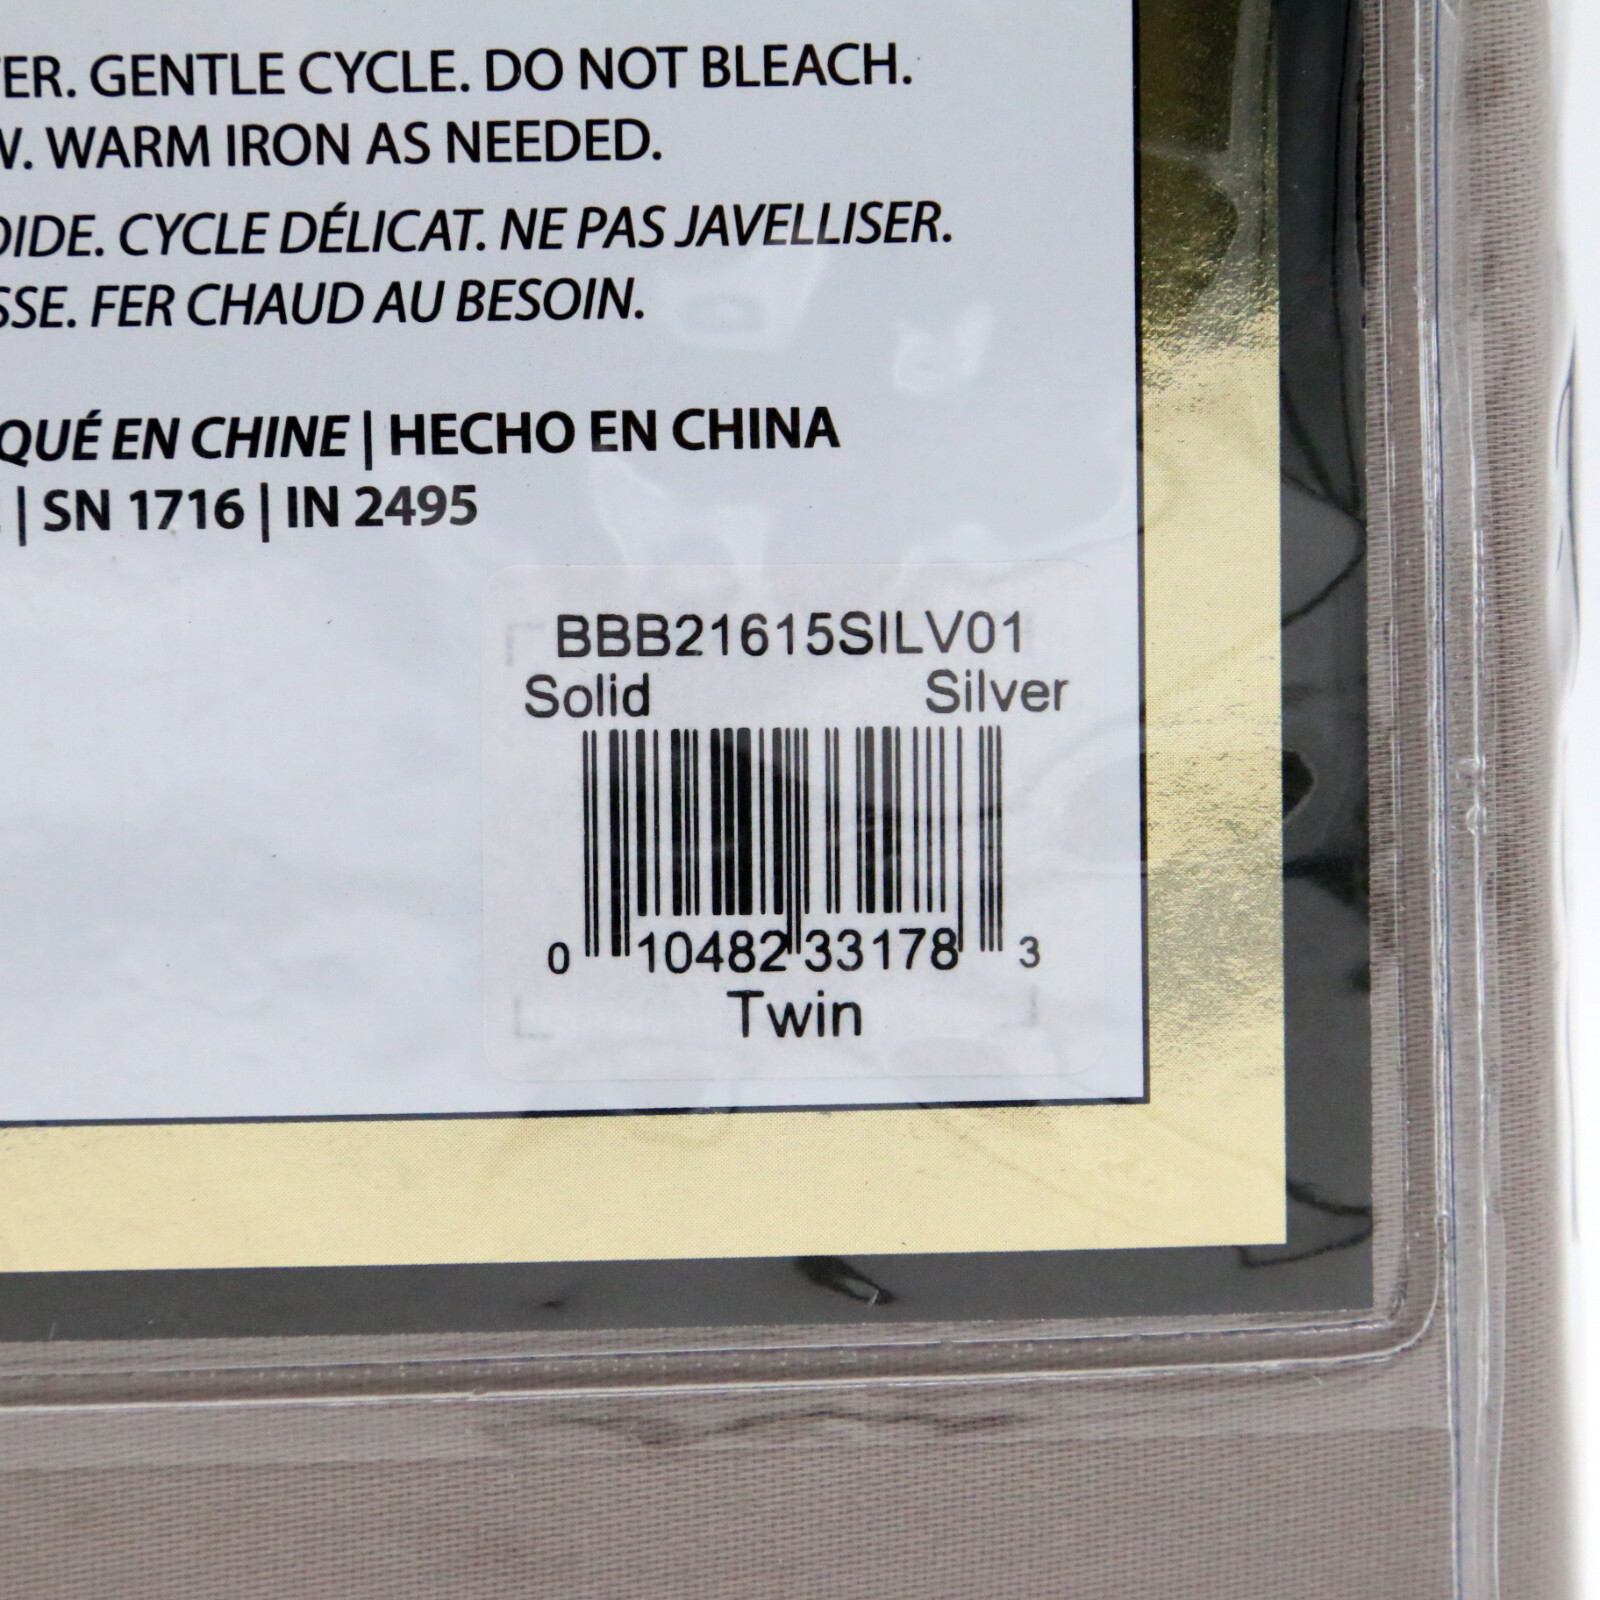 ER. GENTLE CYCLE. DO NOT BLEACH.
W. WARM IRON AS NEEDED.
OIDE. CYCLE DÉLICAT. NE PAS JAVELLISER.
SSE. FER CHAUD AU BESOIN.
QUÉ EN CHINE | HECHO EN CHINA
| SN 1716 | IN 2495
BBB21615SILV01
Solid Silver
0 10482 33178 3
Twin